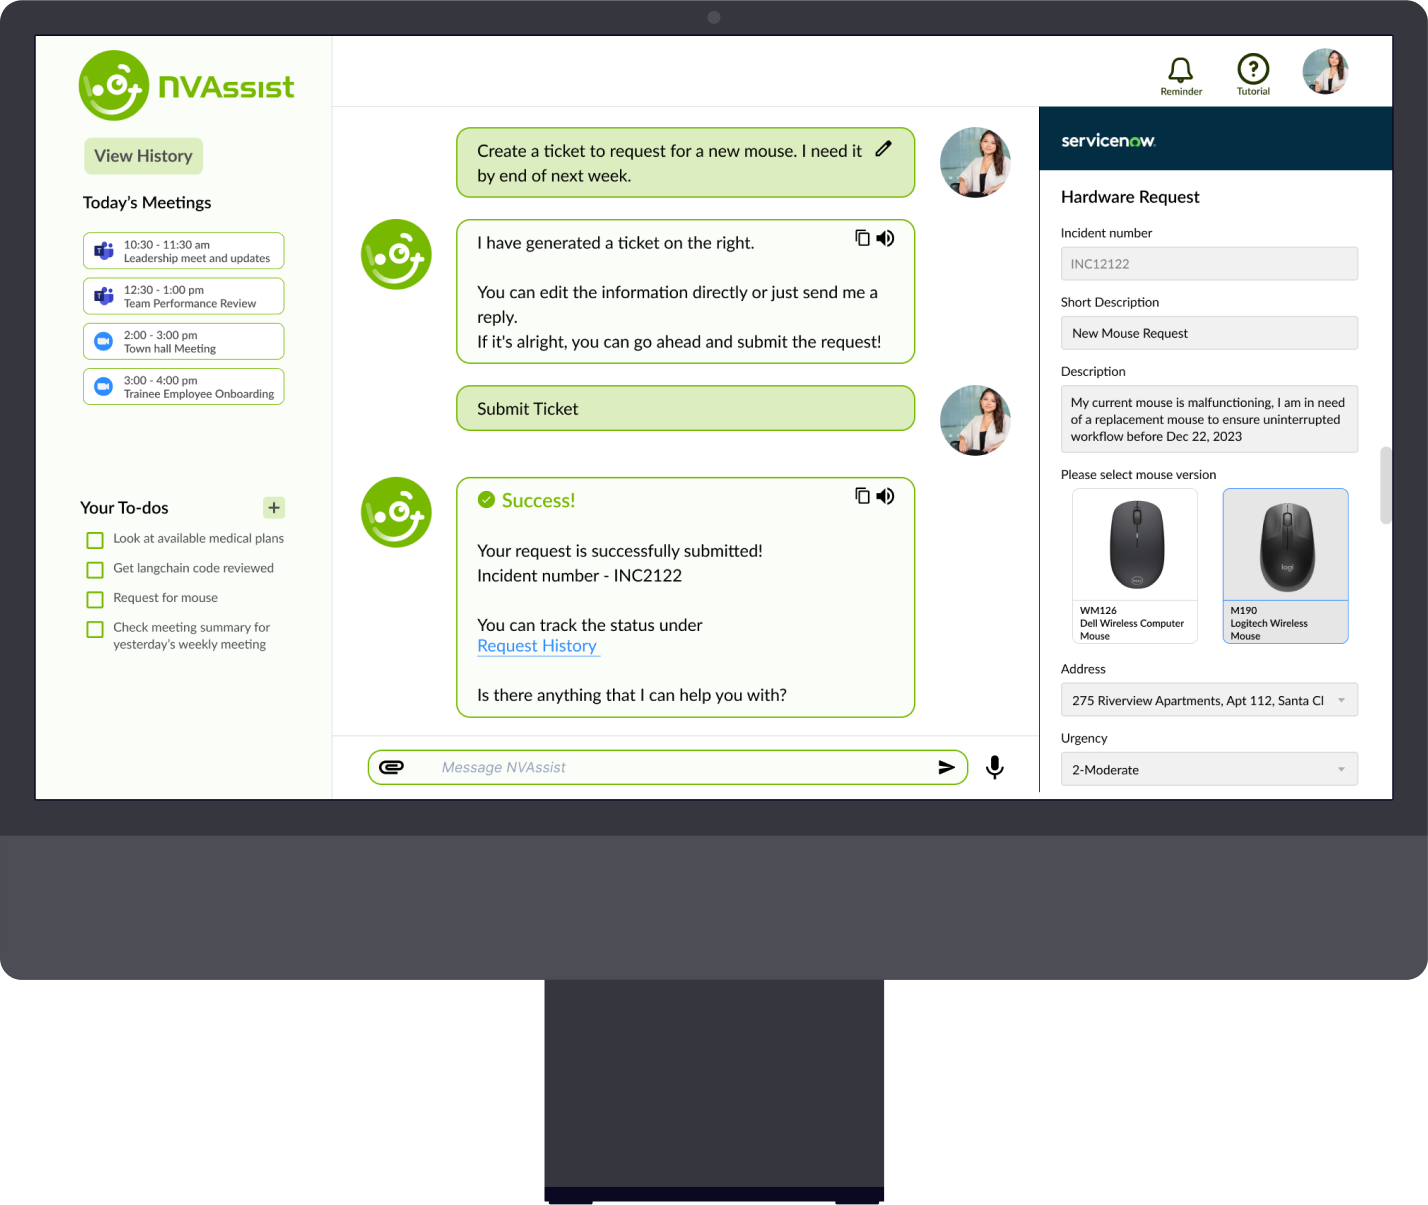 NVAssist
View History
Today's Meetings
10:30 - 11:30 am
Leadership meet and updates
12:30 - 1:00 pm
Team Performance Review
2:00 - 3:00 pm
Town hall Meeting
3:00 - 4:00 pm
Trainee Employee Onboarding
Your To-dos
+
Look at available medical plans
Get langchain code reviewed
Request for mouse
Check meeting summary for
yesterday's weekly meeting
Reminder
?
Tutorial
Create a ticket to request for a new mouse. I need it
by end of next week.
I have generated a ticket on the right.
You can edit the information directly or just send me a
reply.
If it's alright, you can go ahead and submit the request!
Submit Ticket
Success!
Your request is successfully submitted!
Incident number - INC2122
You can track the status under
Request History
Is there anything that I can help you with?
Message NVAssist
servicenow.
Hardware Request
Incident number
INC12122
Short Description
New Mouse Request
Description
My current mouse is malfunctioning, I am in need
of a replacement mouse to ensure uninterrupted
workflow before Dec 22, 2023
Please select mouse version
DELL
WM126
Dell Wireless Computer
Mouse
logi
M190
Logitech Wireless
Mouse
Address
275 Riverview Apartments, Apt 112, Santa Cl
Urgency
2-Moderate